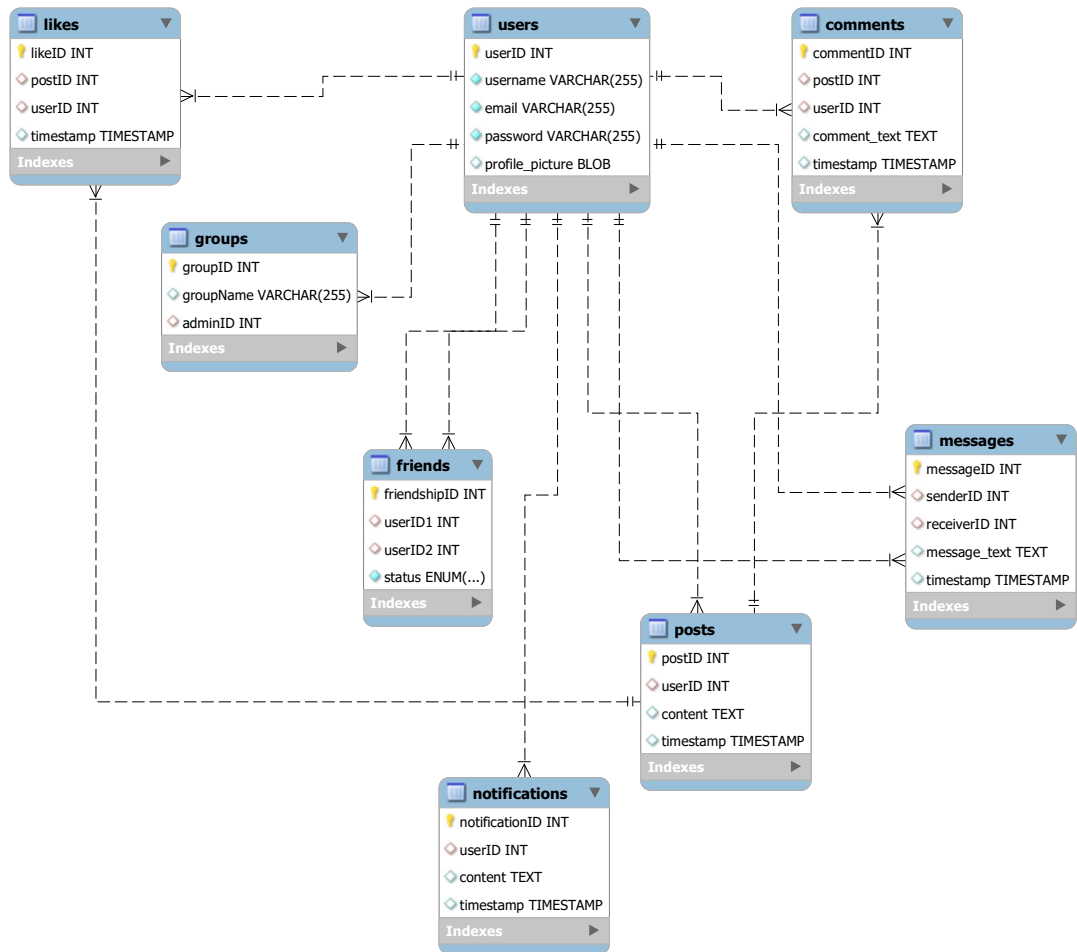 likes
likeID INT
postID INT
userID INT
timestamp TIMESTAMP
Indexes
users
userID INT
username VARCHAR(255)
email VARCHAR(255)
password VARCHAR(255)
profile_picture BLOB
Indexes
comments
commentID INT
postID INT
userID INT
comment_text TEXT
timestamp TIMESTAMP
Indexes
groups
groupID INT
groupName VARCHAR(255)
adminID INT
Indexes
friends
friendshipID INT
userID1 INT
userID2 INT
status ENUM(...)
Indexes
messages
messageID INT
senderID INT
receiverID INT
message_text TEXT
timestamp TIMESTAMP
Indexes
posts
postID INT
userID INT
content TEXT
timestamp TIMESTAMP
Indexes
notifications
notificationID INT
userID INT
content TEXT
timestamp TIMESTAMP
Indexes